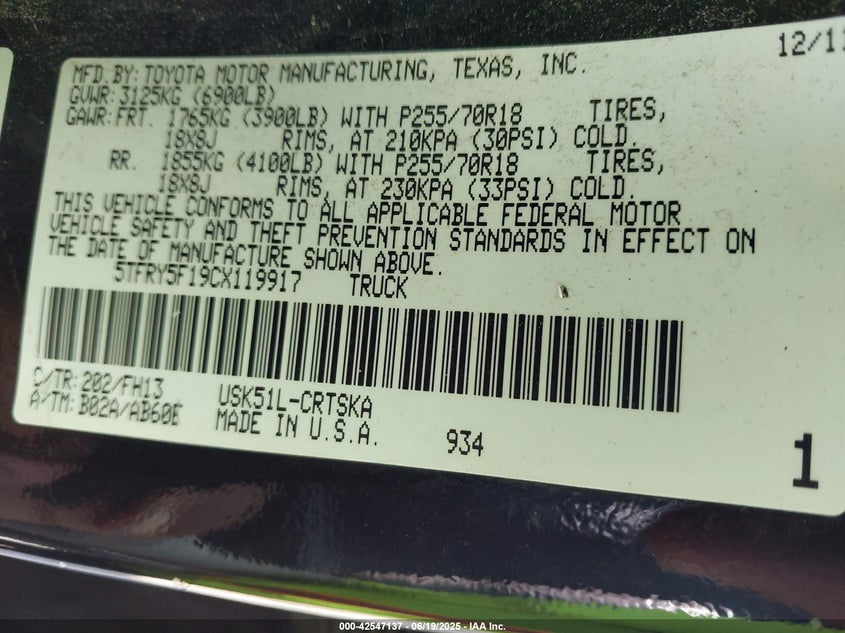 12/11
MFD.BY: TOYOTA MOTOR MANUFACTURING, TEXAS, INC.
GVWR: 3125KG (6900LB)
GAWR: FRT. 1765KG (3900LB) WITH P255/70R18 TIRES,
18X8J RIMS, AT 210KPA (30PSI) COLD.
RR. 1855KG (4100LB) WITH P255/70R18 TIRES,
18X8J RIMS, AT 230KPA (33PSI) COLD.
THIS VEHICLE CONFORMS TO ALL APPLICABLE FEDERAL MOTOR
VEHICLE SAFETY AND THEFT PREVENTION STANDARDS IN EFFECT ON
THE DATE OF MANUFACTURE SHOWN ABOVE.
5TFRY5F19CX119917 TRUCK
C/TR: 202/FH13 USK51L-CRTSKA
A/TM: B02A/AB60E MADE IN U.S.A. 934
1
000-42547137 - 06/19/2025 - IAA Inc.